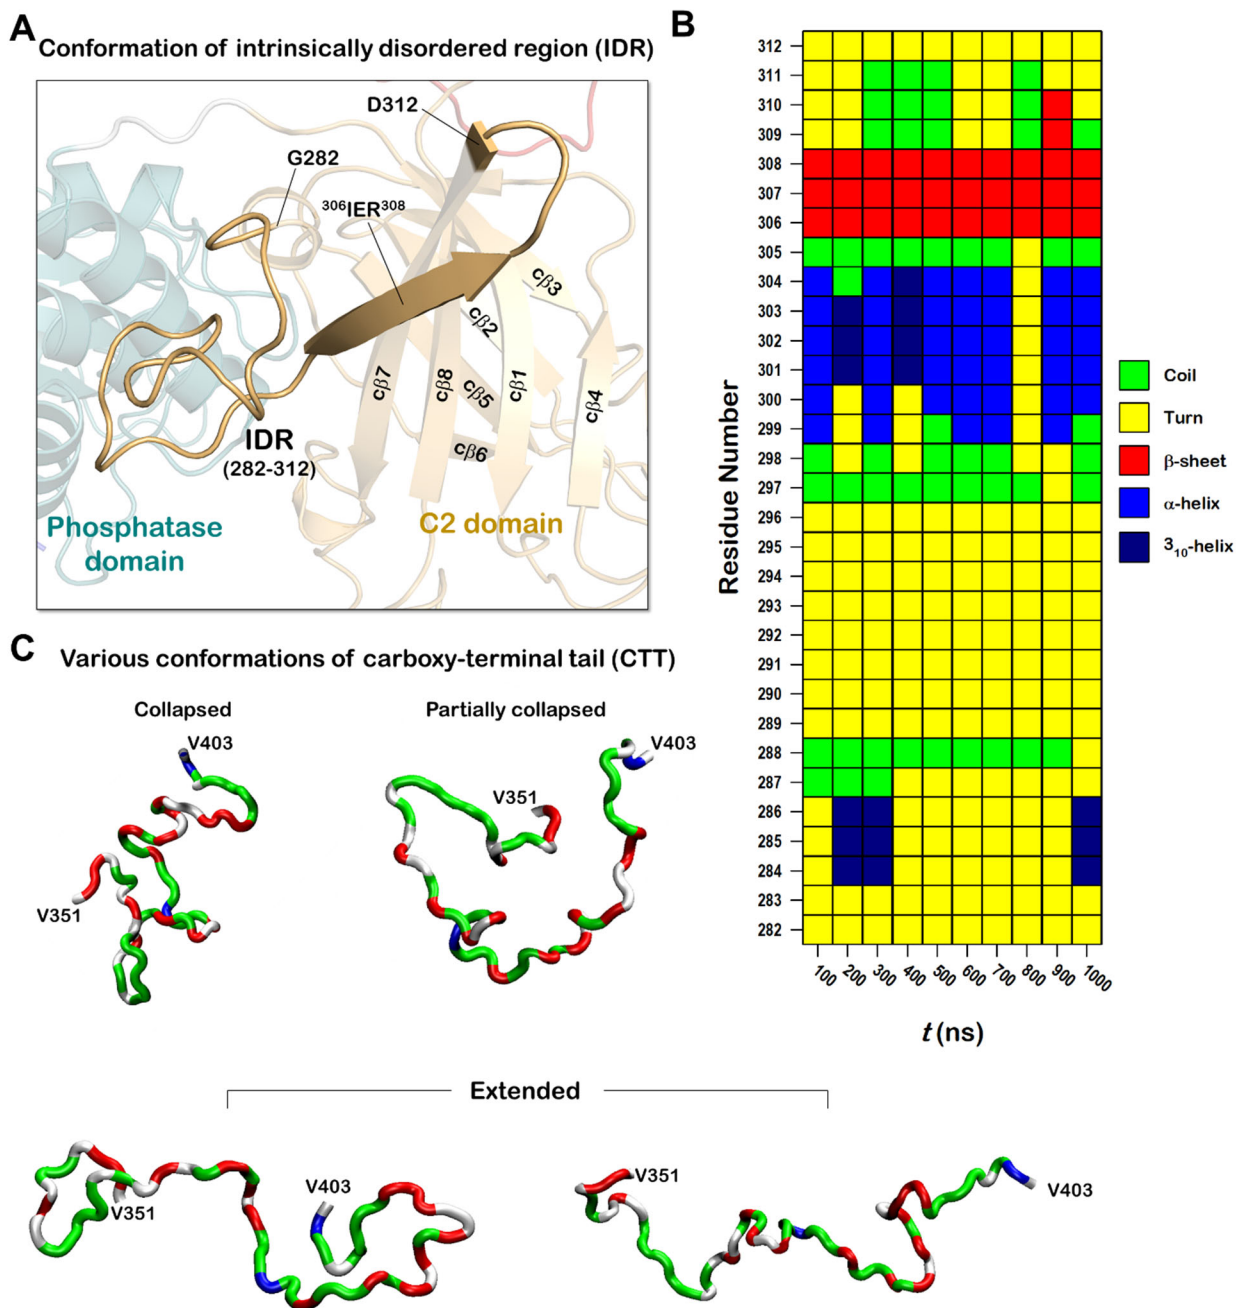 A
Conformation of intrinsically disordered region (IDR)
D312
G282
³⁰⁶IER³⁰⁸
cβ3
cβ2
cβ7
cβ8
cβ5
cβ1
cβ4
cβ6
IDR
(282-312)
Phosphatase
domain
C2 domain
B
Residue Number
312
311
310
309
308
307
306
305
304
303
302
301
300
299
298
297
296
295
294
293
292
291
290
289
288
287
286
285
284
283
282
100 200 300 400 500 600 700 800 900 1000
t (ns)
Coil
Turn
β-sheet
α-helix
3₁₀-helix
C
Various conformations of carboxy-terminal tail (CTT)
Collapsed
V403
V351
Partially collapsed
V403
V351
Extended
V351
V403
V351
V403